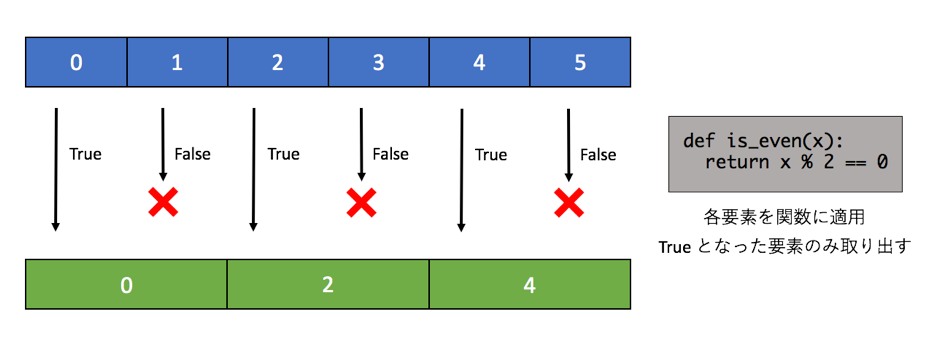 0 1 2 3 4 5
True False True False True False
def is_even(x):
  return x % 2 == 0
各要素を関数に適用
True となった要素のみ取り出す
0 2 4